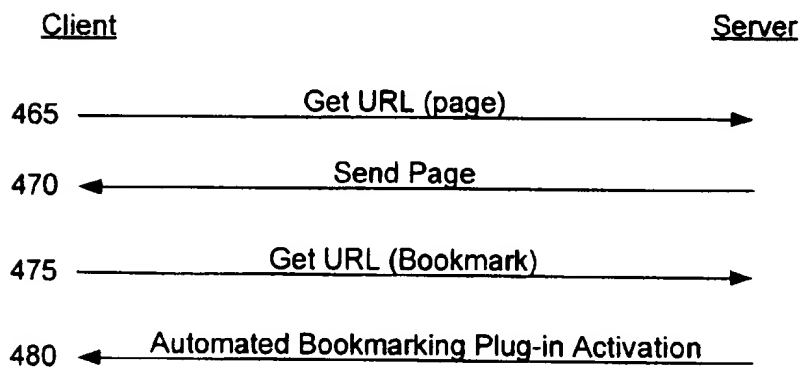 Client Server
465 Get URL (page)
470 Send Page
475 Get URL (Bookmark)
480 Automated Bookmarking Plug-in Activation